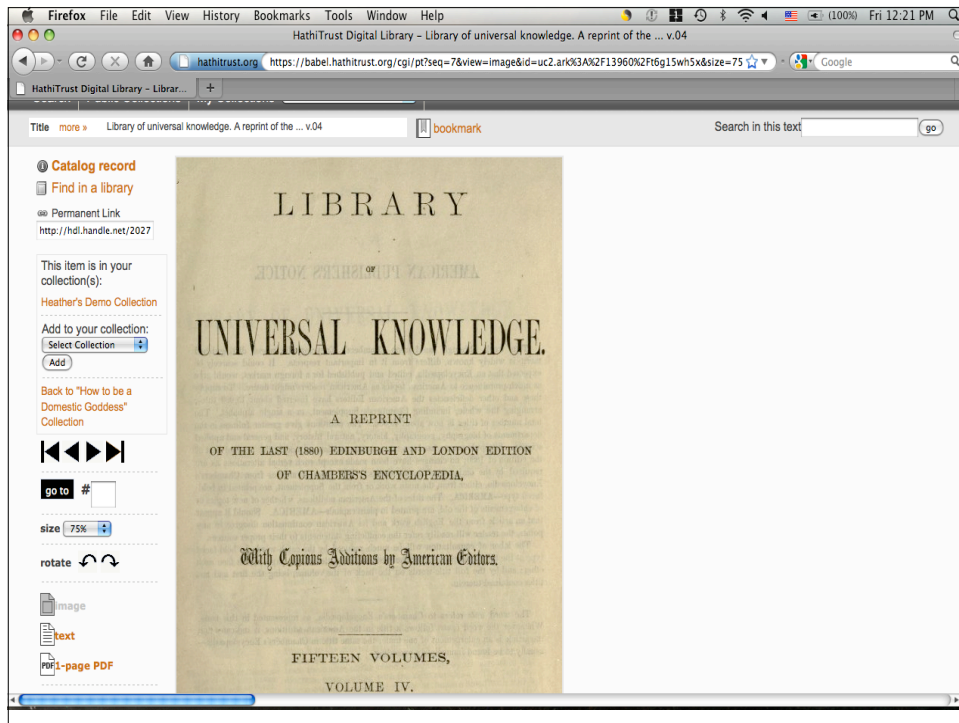 Firefox File Edit View History Bookmarks Tools Window Help (100%) Fri 12:21 PM
HathiTrust Digital Library – Library of universal knowledge. A reprint of the ... v.04
hathitrust.org https://babel.hathitrust.org/cgi/pt?seq=7&view=image&id=uc2.ark%3A%2F13960%2Ft6g15wh5x&size=75 Google
HathiTrust Digital Library – Librar... +
Title more » Library of universal knowledge. A reprint of the ... v.04 bookmark Search in this text go
Catalog record
Find in a library
Permanent Link
http://hdl.handle.net/2027
This item is in your
collection(s):
Heather's Demo Collection
Add to your collection:
Select Collection
Add
Back to "How to be a
Domestic Goddess"
Collection
go to #
size 75%
rotate
image
text
PDF 1-page PDF
LIBRARY
OF
UNIVERSAL KNOWLEDGE.
A REPRINT
OF THE LAST (1880) EDINBURGH AND LONDON EDITION
OF CHAMBERS'S ENCYCLOPÆDIA,
With Copious Additions by American Editors.
FIFTEEN VOLUMES,
VOLUME IV.